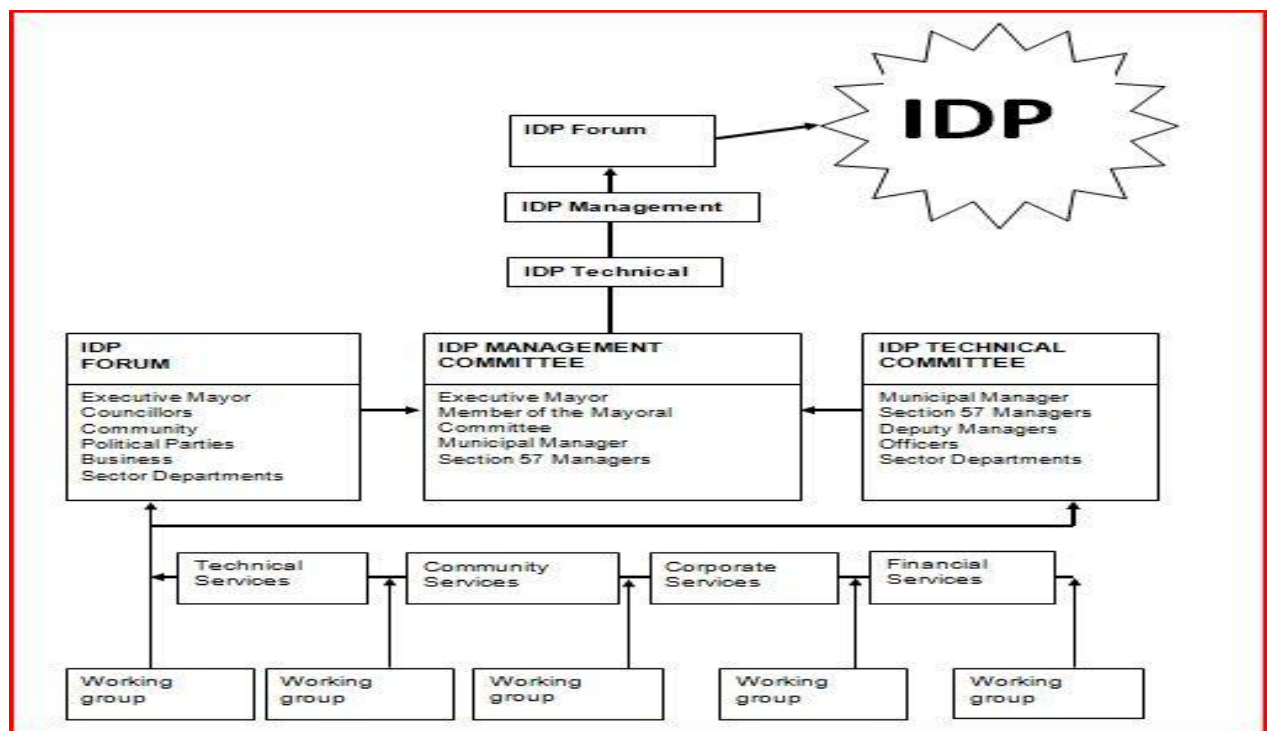 IDP
IDP Forum
IDP Management
IDP Technical
IDP
FORUM
Executive Mayor
Councillors
Community
Political Parties
Business
Sector Departments
IDP MANAGEMENT
COMMITTEE
Executive Mayor
Member of the Mayoral
Committee
Municipal Manager
Section 57 Managers
IDP TECHNICAL
COMMITTEE
Municipal Manager
Section 57 Managers
Deputy Managers
Officers
Sector Departments
Technical
Services
Community
Services
Corporate
Services
Financial
Services
Working
group
Working
group
Working
group
Working
group
Working
group